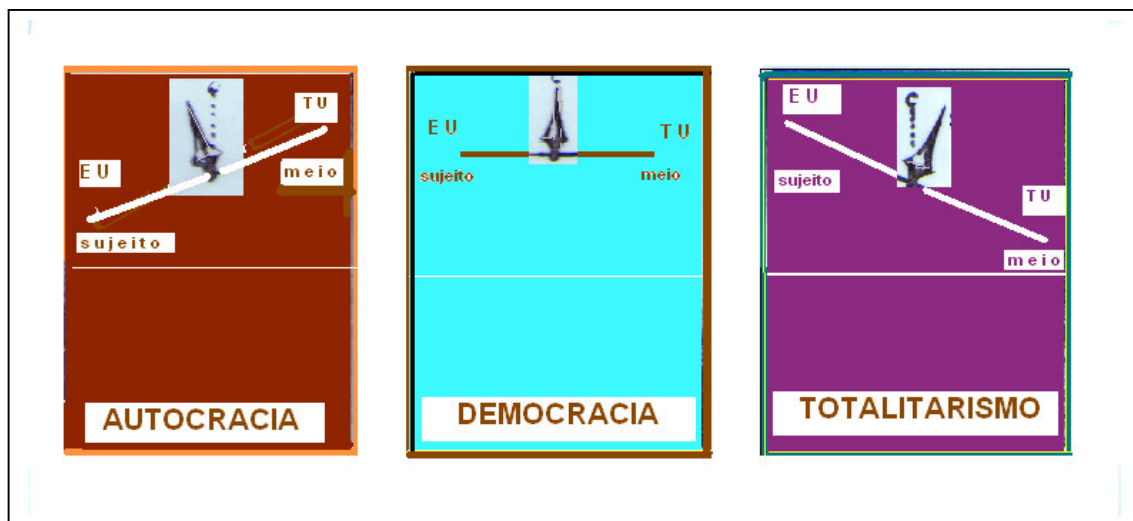 TU
EU
meio
sujeito
AUTOCRACIA
EU
TU
sujeito
meio
DEMOCRACIA
EU
sujeito
TU
meio
TOTALITARISMO